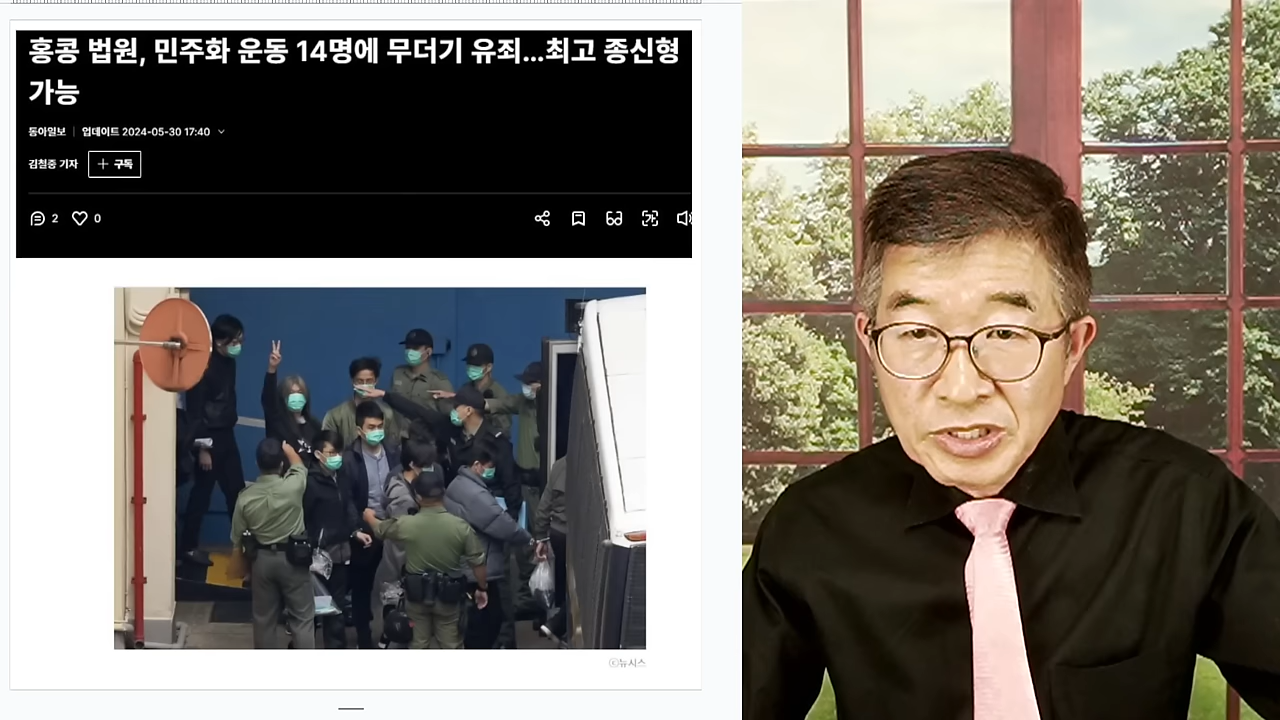 홍콩 법원, 민주화 운동 14명에 무더기 유죄...최고 종신형
가능
동아일보 | 업데이트 2024-05-30 17:40
김철중 기자 + 구독
2 0
가
ⓒ뉴시스